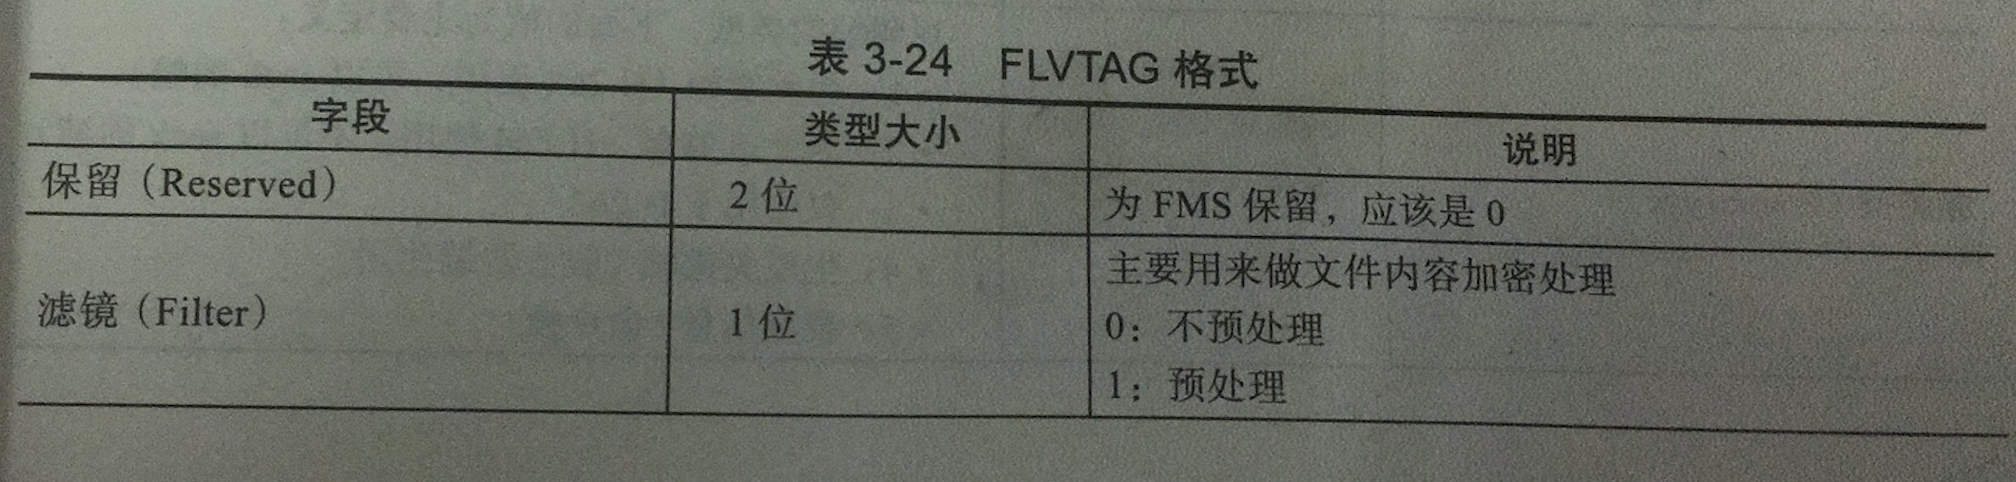 表 3-24 FLVTAG 格式
字段 类型大小 说明
保留（Reserved） 2 位 为 FMS 保留，应该是 0
主要用来做文件内容加密处理
滤镜（Filter） 1 位 0：不预处理
1：预处理